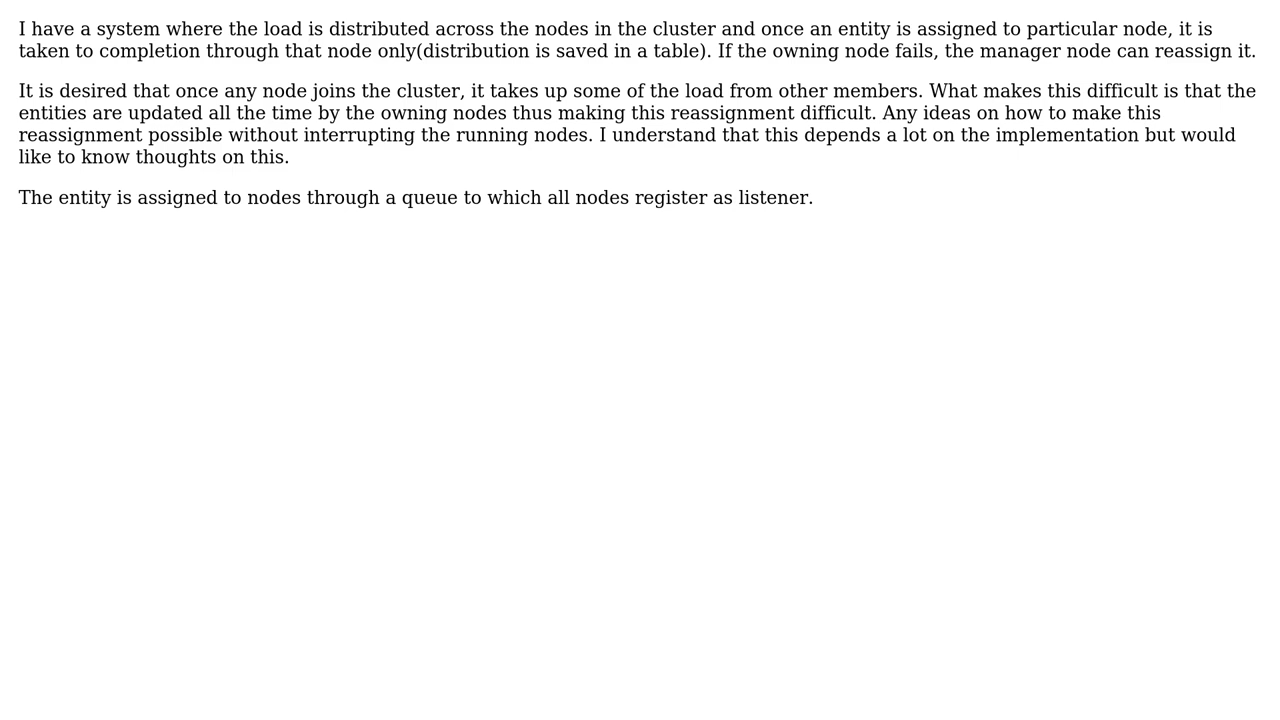 I have a system where the load is distributed across the nodes in the cluster and once an entity is assigned to particular node, it is
taken to completion through that node only(distribution is saved in a table). If the owning node fails, the manager node can reassign it.
It is desired that once any node joins the cluster, it takes up some of the load from other members. What makes this difficult is that the
entities are updated all the time by the owning nodes thus making this reassignment difficult. Any ideas on how to make this
reassignment possible without interrupting the running nodes. I understand that this depends a lot on the implementation but would
like to know thoughts on this.
The entity is assigned to nodes through a queue to which all nodes register as listener.